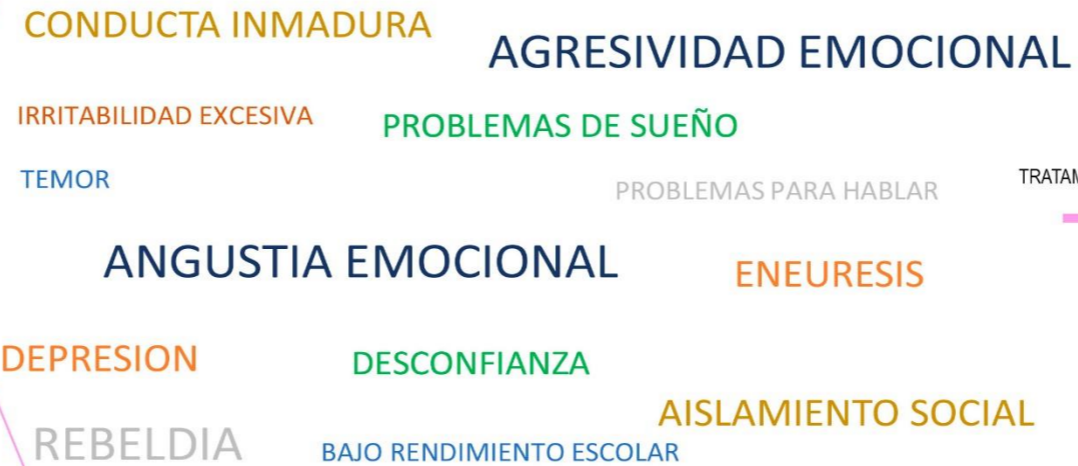 CONDUCTA INMADURA
AGRESIVIDAD EMOCIONAL
IRRITABILIDAD EXCESIVA
PROBLEMAS DE SUEÑO
TEMOR
PROBLEMAS PARA HABLAR
ANGUSTIA EMOCIONAL
ENEURESIS
DEPRESION
DESCONFIANZA
AISLAMIENTO SOCIAL
REBELDIA
BAJO RENDIMIENTO ESCOLAR